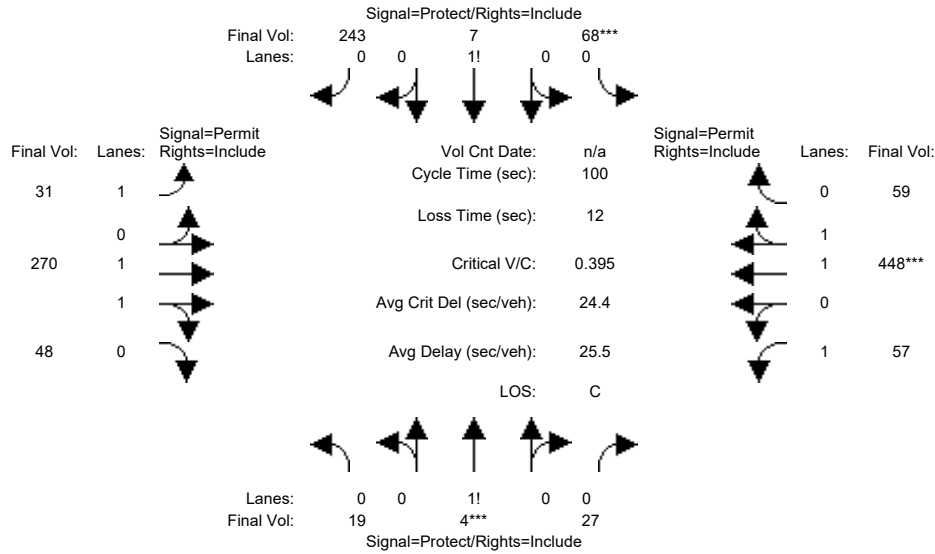 Signal=Protect/Rights=Include
Final Vol: 243 7 68***
Lanes: 0 0 1! 0 0
Signal=Permit Signal=Permit
Final Vol: Lanes: Rights=Include Vol Cnt Date: n/a Rights=Include Lanes: Final Vol:
Cycle Time (sec): 100
31 1 0 59
Loss Time (sec): 12
0 1
270 1 Critical V/C: 0.395 1 448***
1 Avg Crit Del (sec/veh): 24.4 0
48 0 Avg Delay (sec/veh): 25.5 1 57
LOS: C
Lanes: 0 0 1! 0 0
Final Vol: 19 4*** 27
Signal=Protect/Rights=Include